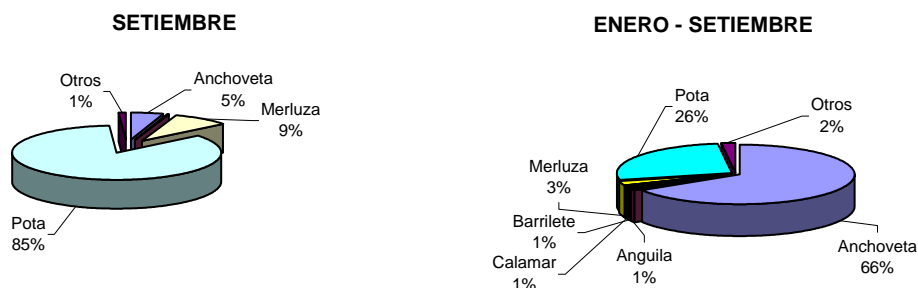 SETIEMBRE
Otros
1%
Anchoveta
5%
Merluza
9%
Pota
85%
ENERO - SETIEMBRE
Pota
26%
Otros
2%
Merluza
3%
Barrilete
1%
Calamar
1%
Anguila
1%
Anchoveta
66%